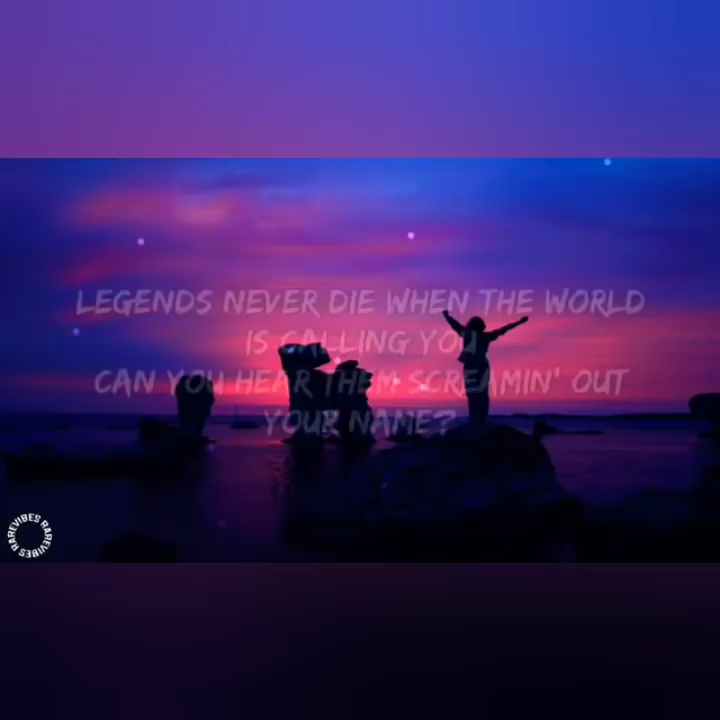 LEGENDS NEVER DIE WHEN THE WORLD
IS CALLING YOU
CAN YOU HEAR THEM SCREAMIN' OUT
YOUR NAME?
RAREVIBES RAREVIBES